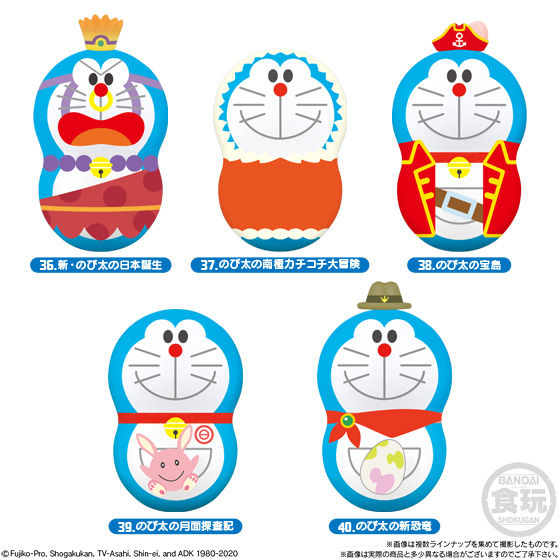 36.新・のび太の日本誕生
37.のび太の南極カチコチ大冒険
38.のび太の宝島
39.のび太の月面探査記
40.のび太の新恐竜
BANDAI
食玩
SHOKUGAN
※画像は複数ラインナップを集めて撮影したものです。
©Fujiko-Pro, Shogakukan, TV-Asahi, Shin-ei, and ADK 1980-2020
※画像は実際の商品と多少異なる場合がございますのでご了承下さい。